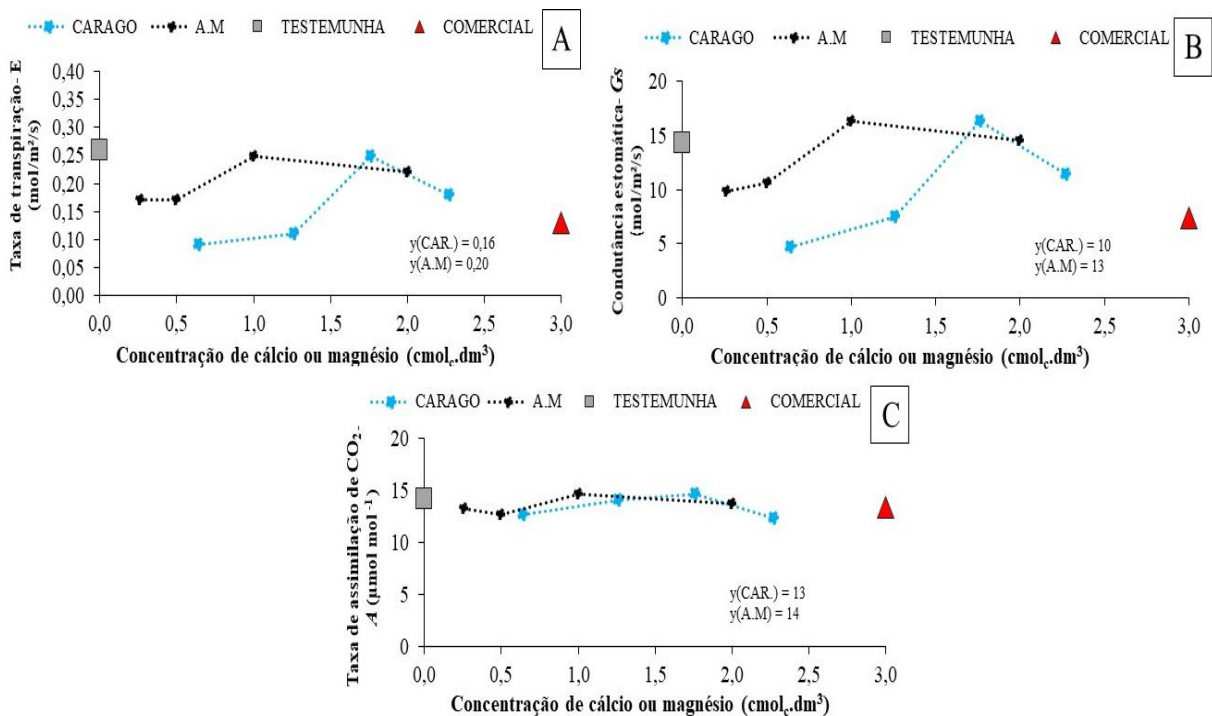 CARAGO A.M TESTEMUNHA COMERCIAL
A
Taxa de transpiração- E
(mol/m²/s)
0,40
0,35
0,30
0,25
0,20
0,15
0,10
0,05
0,00
y(CAR.) = 0,16
y(A.M) = 0,20
0,0 0,5 1,0 1,5 2,0 2,5 3,0
Concentração de cálcio ou magnésio (cmolc.dm³)
CARAGO A.M TESTEMUNHA COMERCIAL
B
Condutância estomática- Gs
(mol/m²/s)
20
15
10
5
0
y(CAR.) = 10
y(A.M) = 13
0,0 0,5 1,0 1,5 2,0 2,5 3,0
Concentração de cálcio ou magnésio (cmolc.dm³)
CARAGO A.M TESTEMUNHA COMERCIAL
C
Taxa de assimilação de CO₂-
A (µmol mol⁻¹)
20
15
10
5
0
y(CAR.) = 13
y(A.M) = 14
0,0 0,5 1,0 1,5 2,0 2,5 3,0
Concentração de cálcio ou magnésio (cmolc.dm³)